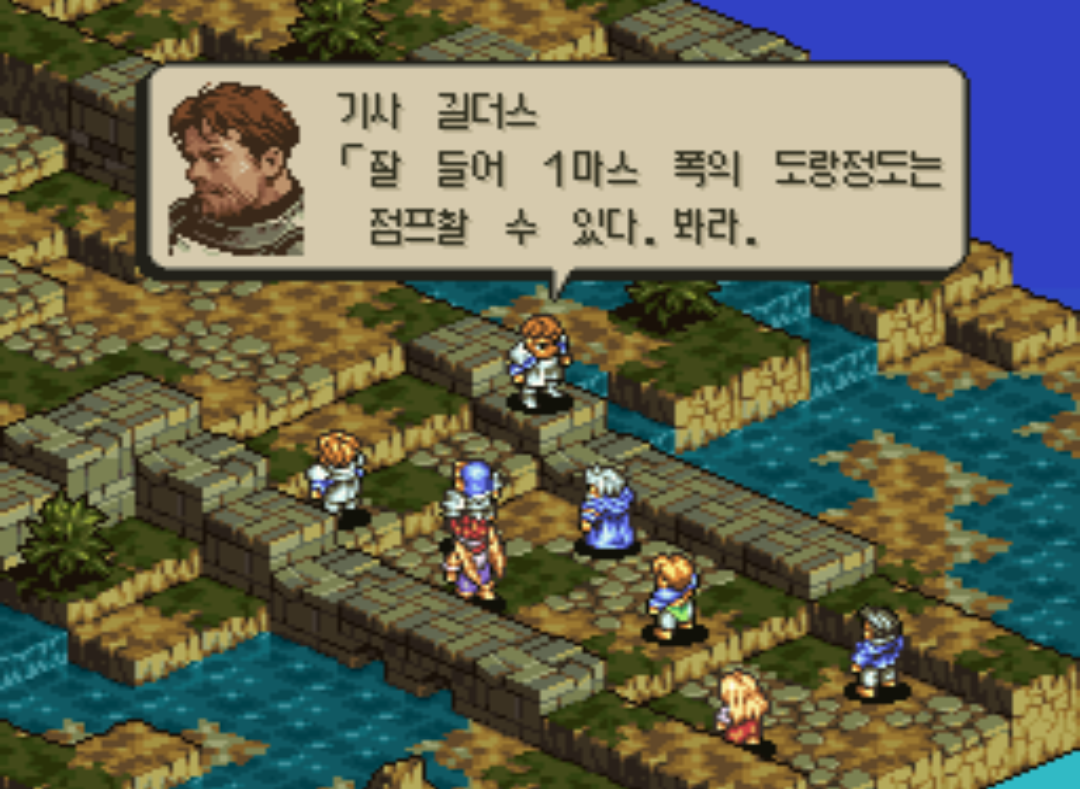 기사 길더스
「잘 들어 1마스 폭의 도랑정도는
점프활 수 있다. 봐라.